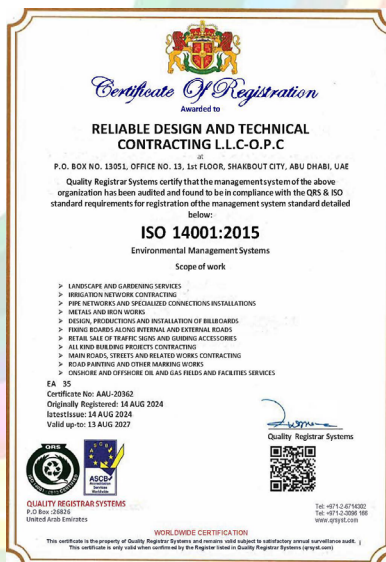 Certificate Of Registration
Awarded to
RELIABLE DESIGN AND TECHNICAL
CONTRACTING L.L.C-O.P.C
at
P.O. BOX NO. 13051, OFFICE NO. 13, 1st FLOOR, SHAKBOUT CITY, ABU DHABI, UAE
Quality Registrar Systems certify that the management system of the above
organization has been audited and found to be in compliance with the QRS & ISO
standard requirements for registration of the management system standard detailed
below:
ISO 14001:2015
Environmental Management Systems
Scope of work
➢ LANDSCAPE AND GARDENING SERVICES
➢ IRRIGATION NETWORK CONTRACTING
➢ PIPE NETWORKS AND SPECIALIZED CONNECTIONS INSTALLATIONS
➢ METALS AND IRON WORKS
➢ DESIGN, PRODUCTIONS AND INSTALLATION OF BILLBOARDS
➢ FIXING BOARDS ALONG INTERNAL AND EXTERNAL ROADS
➢ RETAIL SALE OF TRAFFIC SIGNS AND GUIDING ACCESSORIES
➢ ALL KIND BUILDING PROJECTS CONTRACTING
➢ MAIN ROADS, STREETS AND RELATED WORKS CONTRACTING
➢ ROAD PAINTING AND OTHER MARKING WORKS
➢ ONSHORE AND OFFSHORE OIL AND GAS FIELDS AND FACILITIES SERVICES
EA 35
Certificate No: AAU-20362
Originally Registered: 14 AUG 2024
latestIssue: 14 AUG 2024
Valid up-to: 13 AUG 2027
Quality Registrar Systems
QRS
ASCB
QUALITY REGISTRAR SYSTEMS
P.O Box :26826
United Arab Emirates
Tel: +971-2-6714302
www.qrsyst.com
WORLDWIDE CERTIFICATION
This certificate is the property of Quality Registrar Systems and remains valid subject to satisfactory annual surveillance audit.
This certificate is only valid when confirmed by the Register listed in Quality Registrar Systems (qrsyst.com)